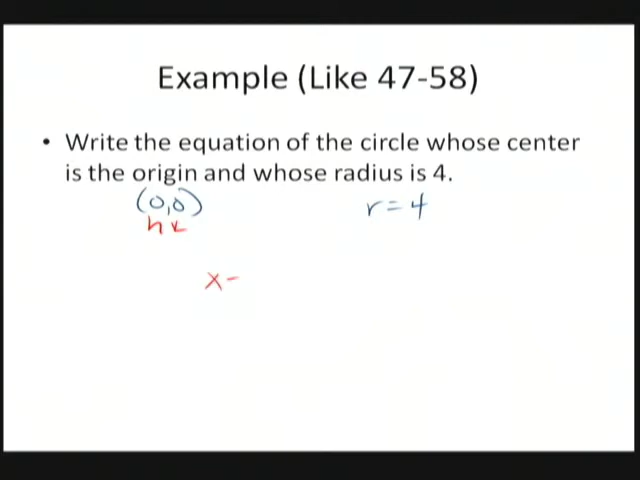 Example (Like 47-58)
• Write the equation of the circle whose center
is the origin and whose radius is 4.
(0,0) r = 4
h k
x -